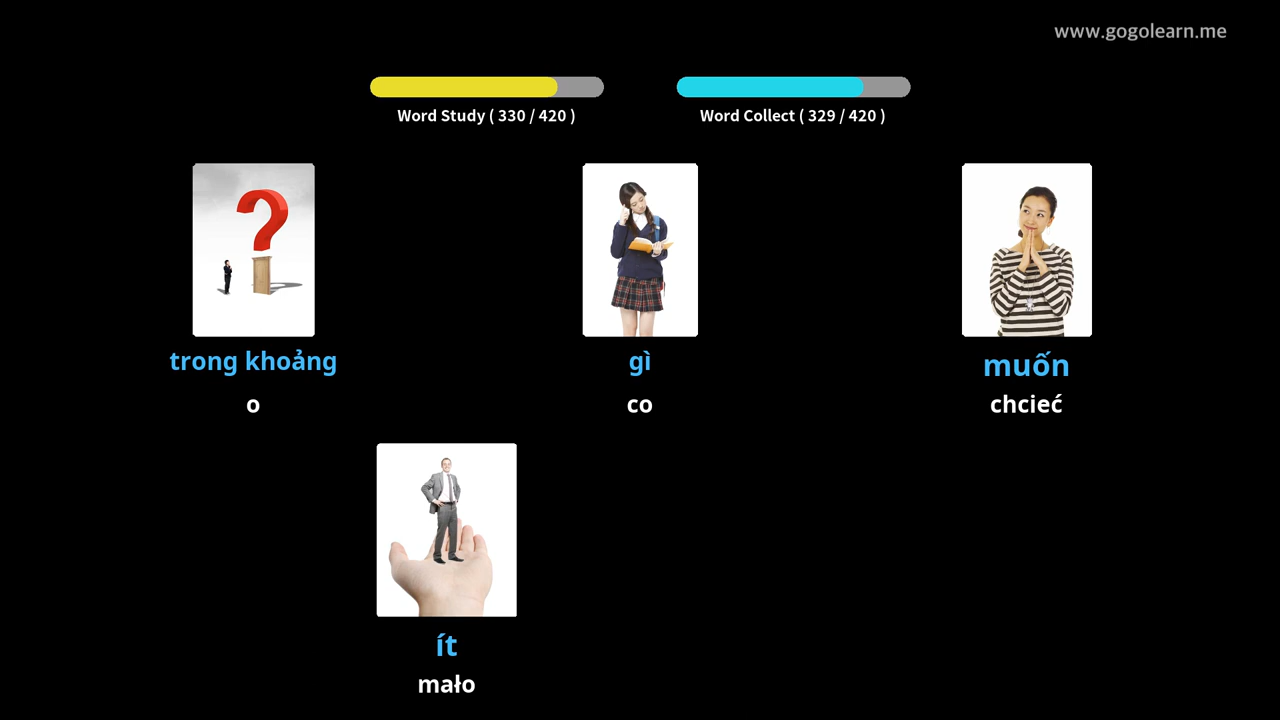 www.gogolearn.me
Word Study ( 330 / 420 )
Word Collect ( 329 / 420 )
trong khoảng
o
gì
co
muốn
chcieć
ít
mało